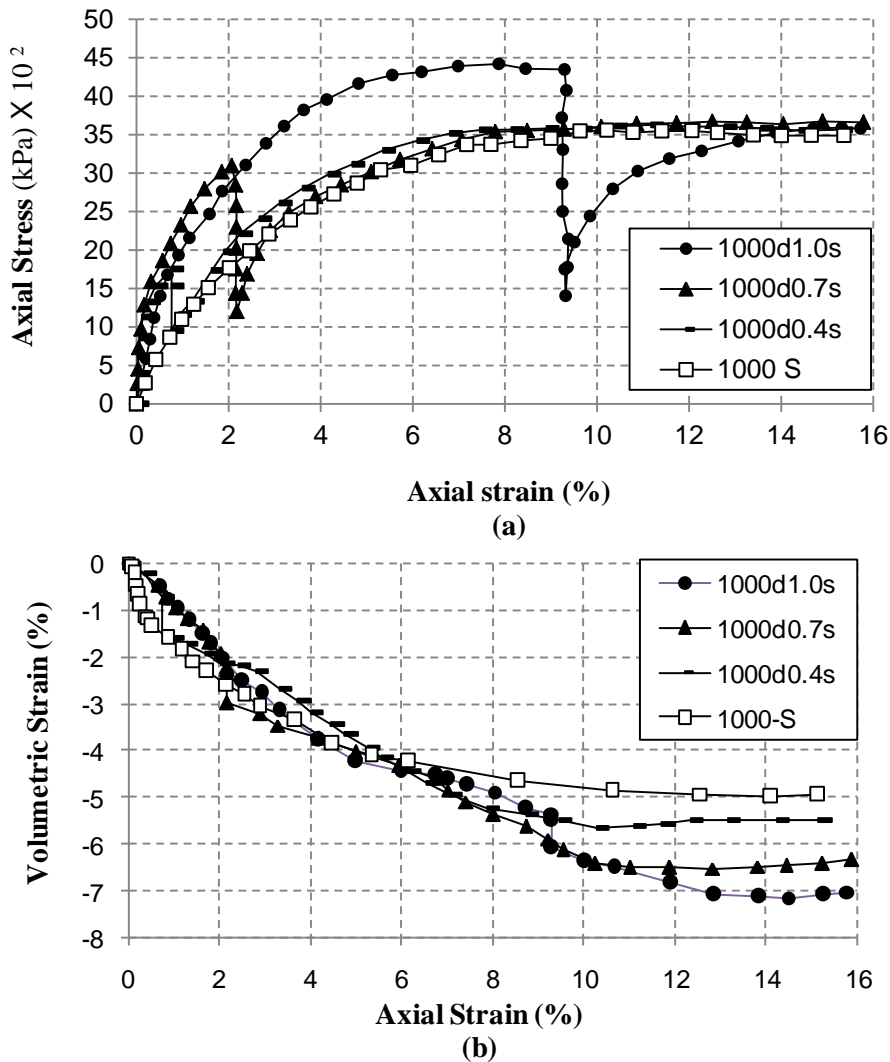 Axial Stress (kPa) X 10 2
50
45
40
35
30
25
20
15
10
5
0
0 2 4 6 8 10 12 14 16
1000d1.0s
1000d0.7s
1000d0.4s
1000 S
Axial strain (%)
(a)
Volumetric Strain (%)
0
-1
-2
-3
-4
-5
-6
-7
-8
0 2 4 6 8 10 12 14 16
1000d1.0s
1000d0.7s
1000d0.4s
1000-S
Axial Strain (%)
(b)